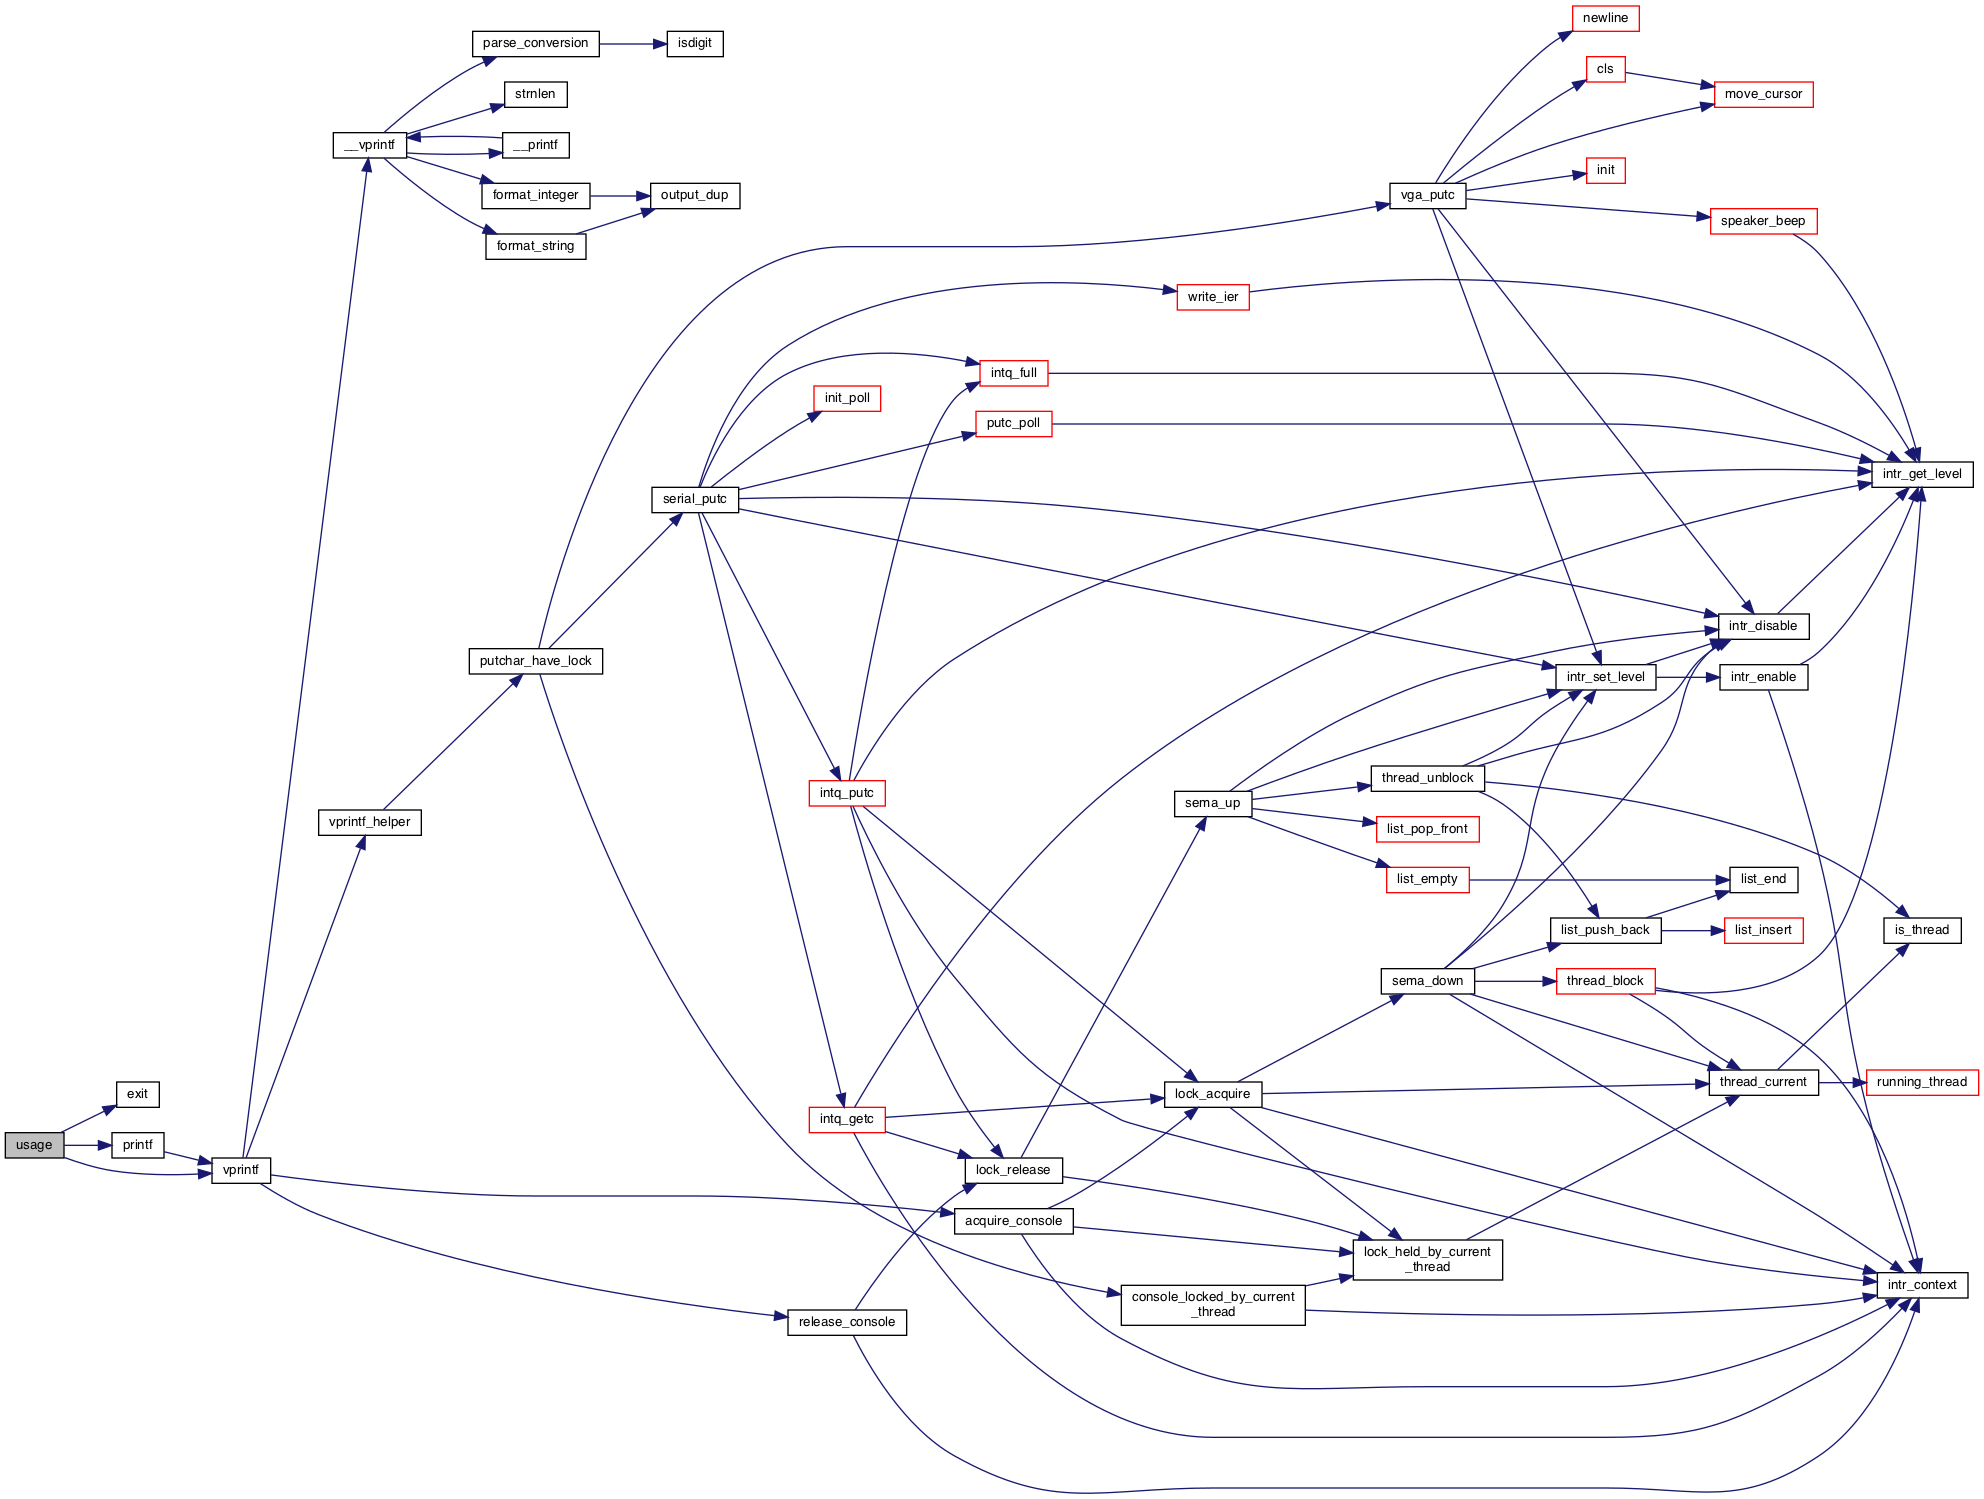 newline
parse_conversion
isdigit
cls
strnlen
move_cursor
__vprintf
__printf
init
format_integer
output_dup
vga_putc
speaker_beep
format_string
write_ier
intq_full
init_poll
putc_poll
intr_get_level
serial_putc
intr_disable
putchar_have_lock
intr_set_level
intr_enable
thread_unblock
intq_putc
sema_up
vprintf_helper
list_pop_front
list_empty
list_end
list_push_back
list_insert
is_thread
sema_down
thread_block
exit
lock_acquire
thread_current
running_thread
intq_getc
usage
printf
vprintf
lock_release
acquire_console
lock_held_by_current
_thread
intr_context
console_locked_by_current
_thread
release_console